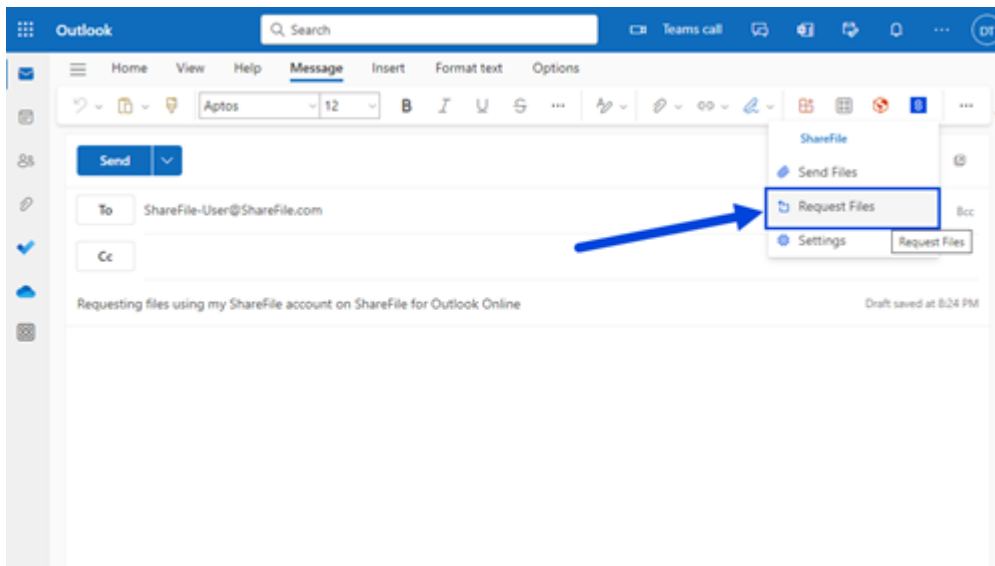 Outlook Search Teams call DT
Home View Help Message Insert Format text Options
Aptos 12 B I U S
ShareFile
Send
Send Files
To ShareFile-User@ShareFile.com Request Files Bcc
Cc Settings Request Files
Requesting files using my ShareFile account on ShareFile for Outlook Online Draft saved at 8:24 PM